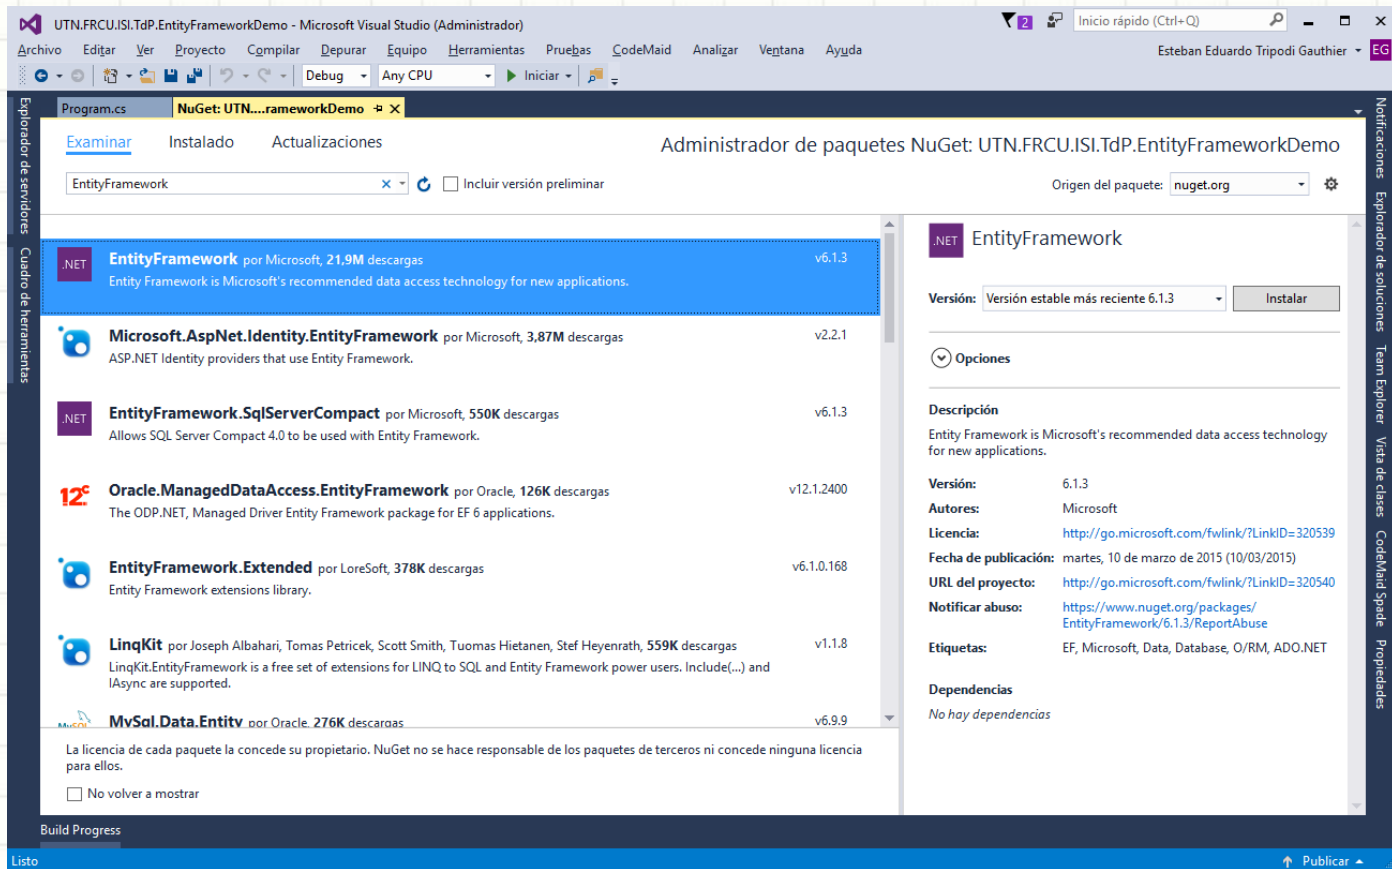 UTN.FRCU.ISI.TdP.EntityFrameworkDemo - Microsoft Visual Studio (Administrador)
2
Inicio rápido (Ctrl+Q)
Archivo Editar Ver Proyecto Compilar Depurar Equipo Herramientas Pruebas CodeMaid Analizar Ventana Ayuda
Esteban Eduardo Tripodi Gauthier
EG
Debug
Any CPU
Iniciar
Explorador de servidores
Cuadro de herramientas
Program.cs
NuGet: UTN....rameworkDemo
Examinar Instalado Actualizaciones
Administrador de paquetes NuGet: UTN.FRCU.ISI.TdP.EntityFrameworkDemo
EntityFramework
Incluir versión preliminar
Origen del paquete: nuget.org
.NET
EntityFramework por Microsoft, 21,9M descargas
v6.1.3
Entity Framework is Microsoft's recommended data access technology for new applications.
Microsoft.AspNet.Identity.EntityFramework por Microsoft, 3,87M descargas
v2.2.1
ASP.NET Identity providers that use Entity Framework.
.NET
EntityFramework.SqlServerCompact por Microsoft, 550K descargas
v6.1.3
Allows SQL Server Compact 4.0 to be used with Entity Framework.
12c
Oracle.ManagedDataAccess.EntityFramework por Oracle, 126K descargas
v12.1.2400
The ODP.NET, Managed Driver Entity Framework package for EF 6 applications.
EntityFramework.Extended por LoreSoft, 378K descargas
v6.1.0.168
Entity Framework extensions library.
LinqKit por Joseph Albahari, Tomas Petricek, Scott Smith, Tuomas Hietanen, Stef Heyenrath, 559K descargas
v1.1.8
LinqKit.EntityFramework is a free set of extensions for LINQ to SQL and Entity Framework power users. Include(...) and
IAsync are supported.
MySQL
MySql.Data.Entity por Oracle, 276K descargas
v6.9.9
La licencia de cada paquete la concede su propietario. NuGet no se hace responsable de los paquetes de terceros ni concede ninguna licencia
para ellos.
No volver a mostrar
.NET
EntityFramework
Versión: Versión estable más reciente 6.1.3
Instalar
Opciones
Descripción
Entity Framework is Microsoft's recommended data access technology
for new applications.
Versión: 6.1.3
Autores: Microsoft
Licencia: http://go.microsoft.com/fwlink/?LinkID=320539
Fecha de publicación: martes, 10 de marzo de 2015 (10/03/2015)
URL del proyecto: http://go.microsoft.com/fwlink/?LinkID=320540
Notificar abuso: https://www.nuget.org/packages/
EntityFramework/6.1.3/ReportAbuse
Etiquetas: EF, Microsoft, Data, Database, O/RM, ADO.NET
Dependencias
No hay dependencias
Notificaciones
Explorador de soluciones
Team Explorer
Vista de clases
CodeMaid Spade
Propiedades
Build Progress
Listo
Publicar